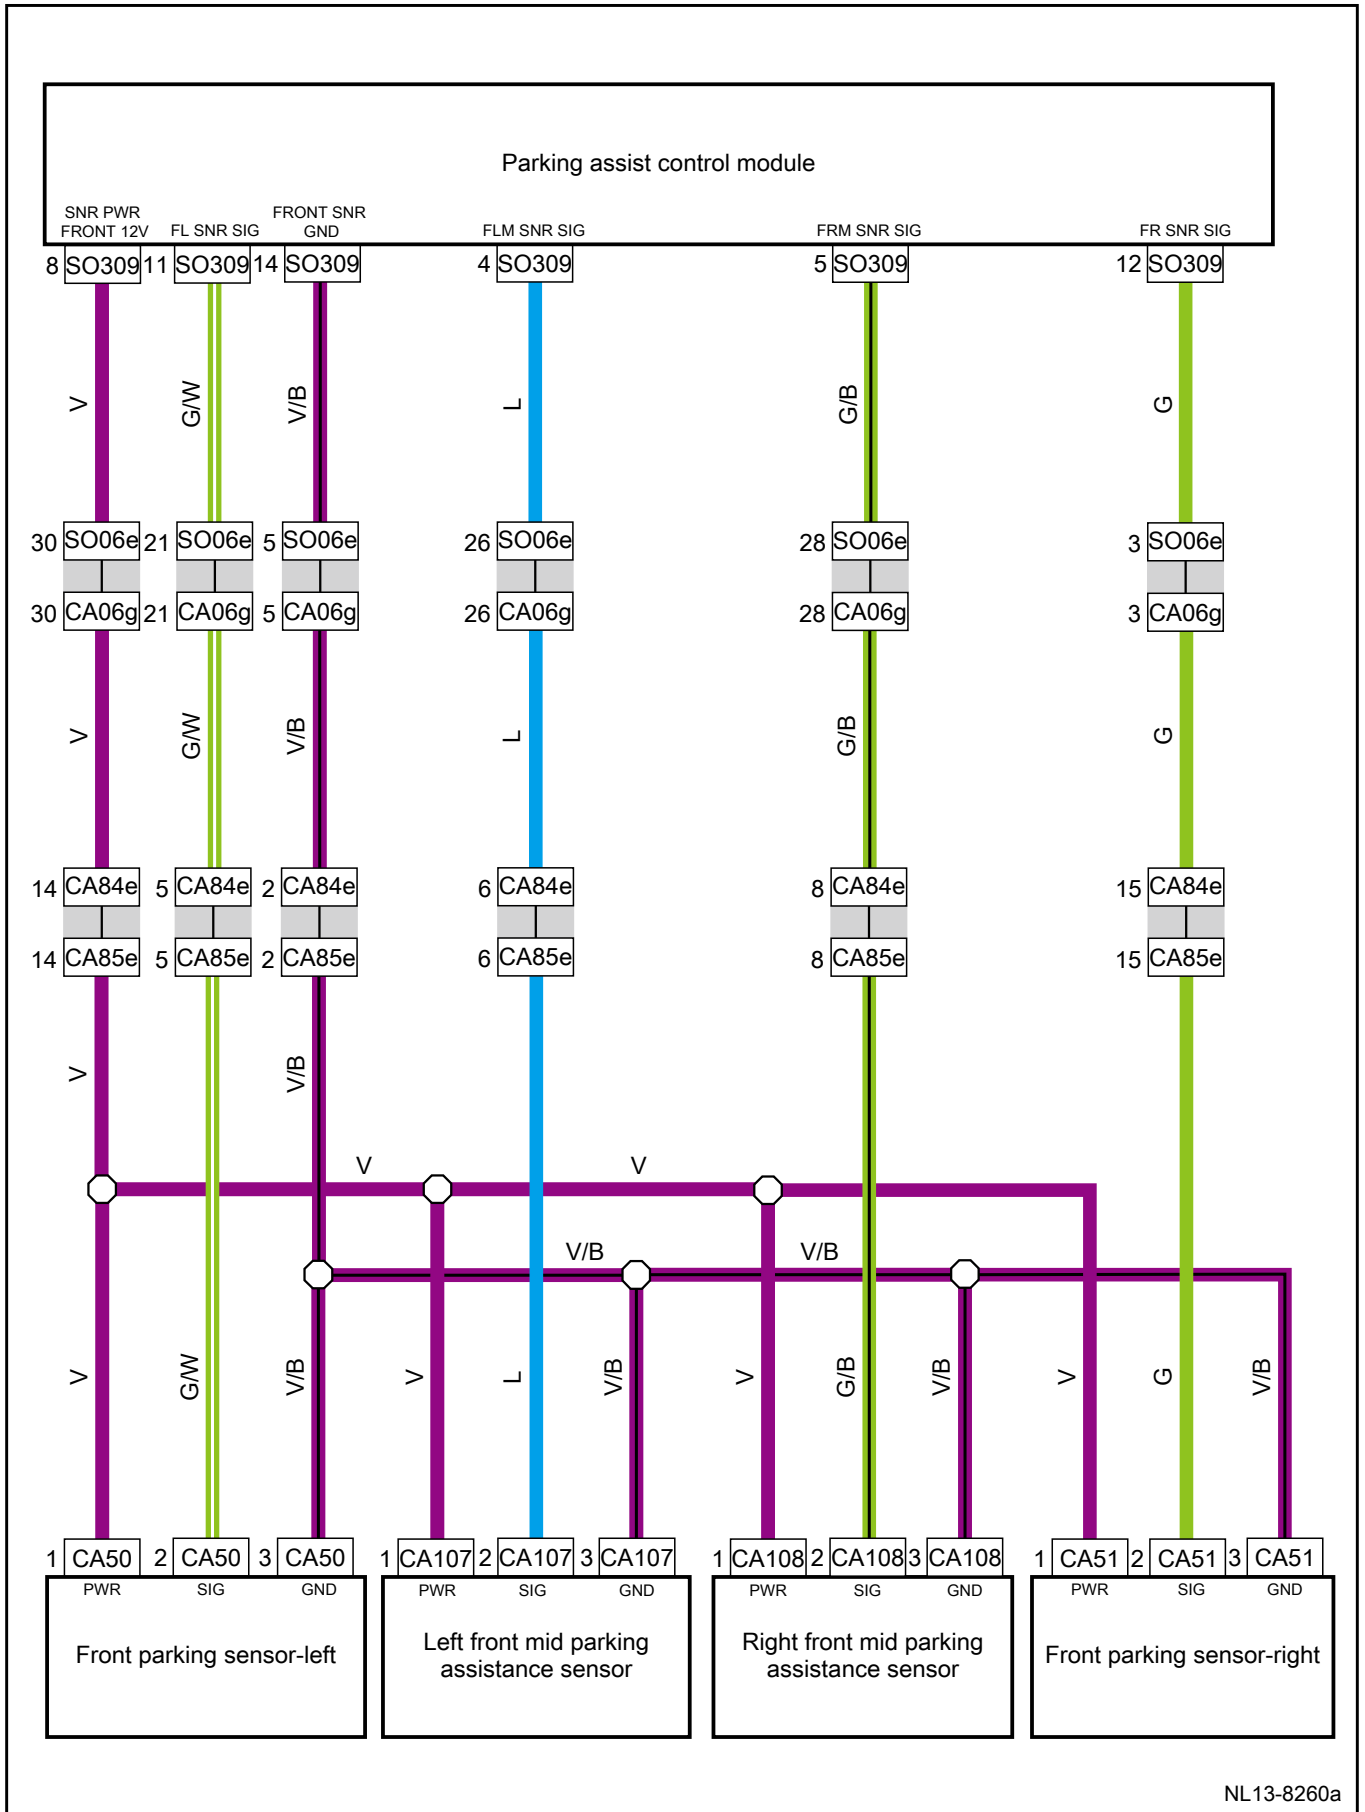 Parking assist control module
SNR PWR
FRONT 12V
FL SNR SIG
FRONT SNR
GND
FLM SNR SIG
FRM SNR SIG
FR SNR SIG
8 SO309 11 SO309 14 SO309 4 SO309 5 SO309 12 SO309
V G/W V/B L G/B G
30 SO06e 21 SO06e 5 SO06e 26 SO06e 28 SO06e 3 SO06e
30 CA06g 21 CA06g 5 CA06g 26 CA06g 28 CA06g 3 CA06g
V G/W V/B L G/B G
14 CA84e 5 CA84e 2 CA84e 6 CA84e 8 CA84e 15 CA84e
14 CA85e 5 CA85e 2 CA85e 6 CA85e 8 CA85e 15 CA85e
V V/B
V V
V/B V/B
V G/W V/B V L V/B V G/B V/B V G V/B
1 CA50 2 CA50 3 CA50 1 CA107 2 CA107 3 CA107 1 CA108 2 CA108 3 CA108 1 CA51 2 CA51 3 CA51
PWR SIG GND PWR SIG GND PWR SIG GND PWR SIG GND
Front parking sensor-left
Left front mid parking
assistance sensor
Right front mid parking
assistance sensor
Front parking sensor-right
NL13-8260a